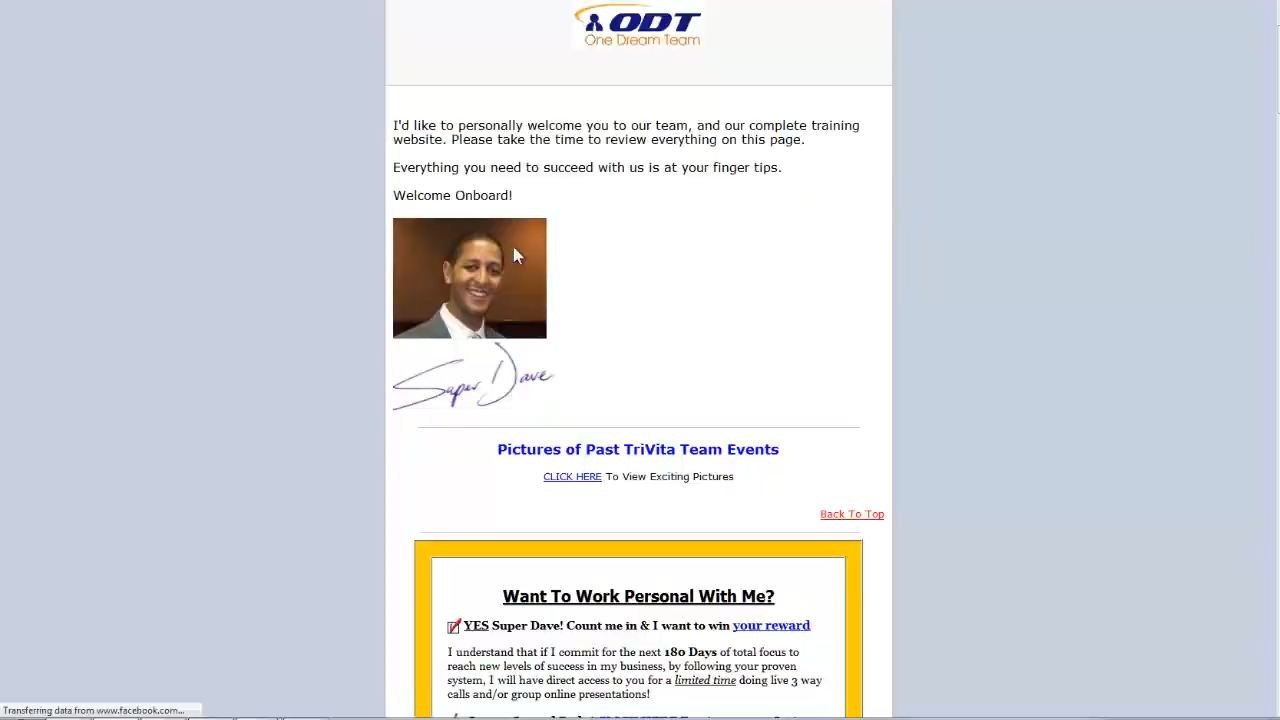 ODT
One Dream Team
I'd like to personally welcome you to our team, and our complete training
website. Please take the time to review everything on this page.
Everything you need to succeed with us is at your finger tips.
Welcome Onboard!
Super Dave
Pictures of Past TriVita Team Events
CLICK HERE To View Exciting Pictures
Back To Top
Want To Work Personal With Me?
YES Super Dave! Count me in & I want to win your reward
I understand that if I commit for the next 180 Days of total focus to
reach new levels of success in my business, by following your proven
system, I will have direct access to you for a limited time doing live 3 way
calls and/or group online presentations!
Transferring data from www.facebook.com...